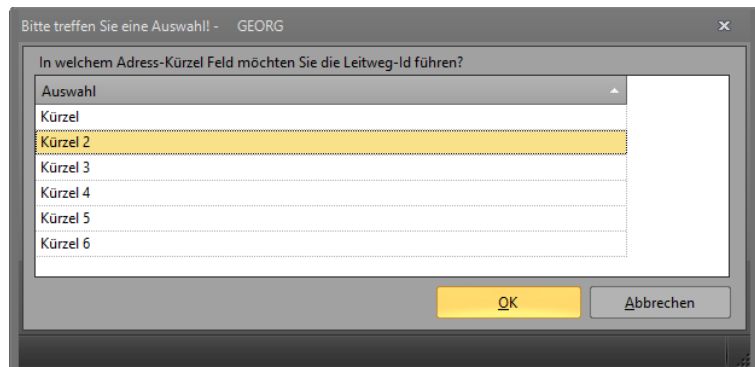 Bitte treffen Sie eine Auswahl! - GEORG
In welchem Adress-Kürzel Feld möchten Sie die Leitweg-Id führen?
Auswahl
Kürzel
Kürzel 2
Kürzel 3
Kürzel 4
Kürzel 5
Kürzel 6
OK Abbrechen